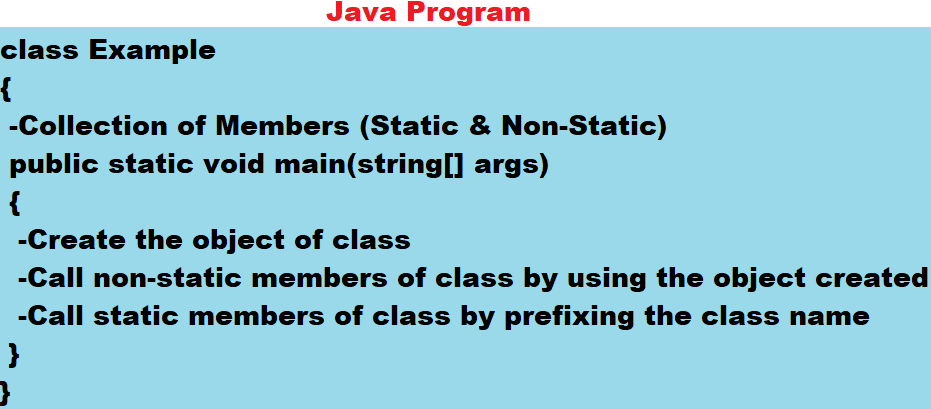 Java Program
class Example
{
-Collection of Members (Static & Non-Static)
public static void main(string[] args)
{
-Create the object of class
-Call non-static members of class by using the object created
-Call static members of class by prefixing the class name
}
}